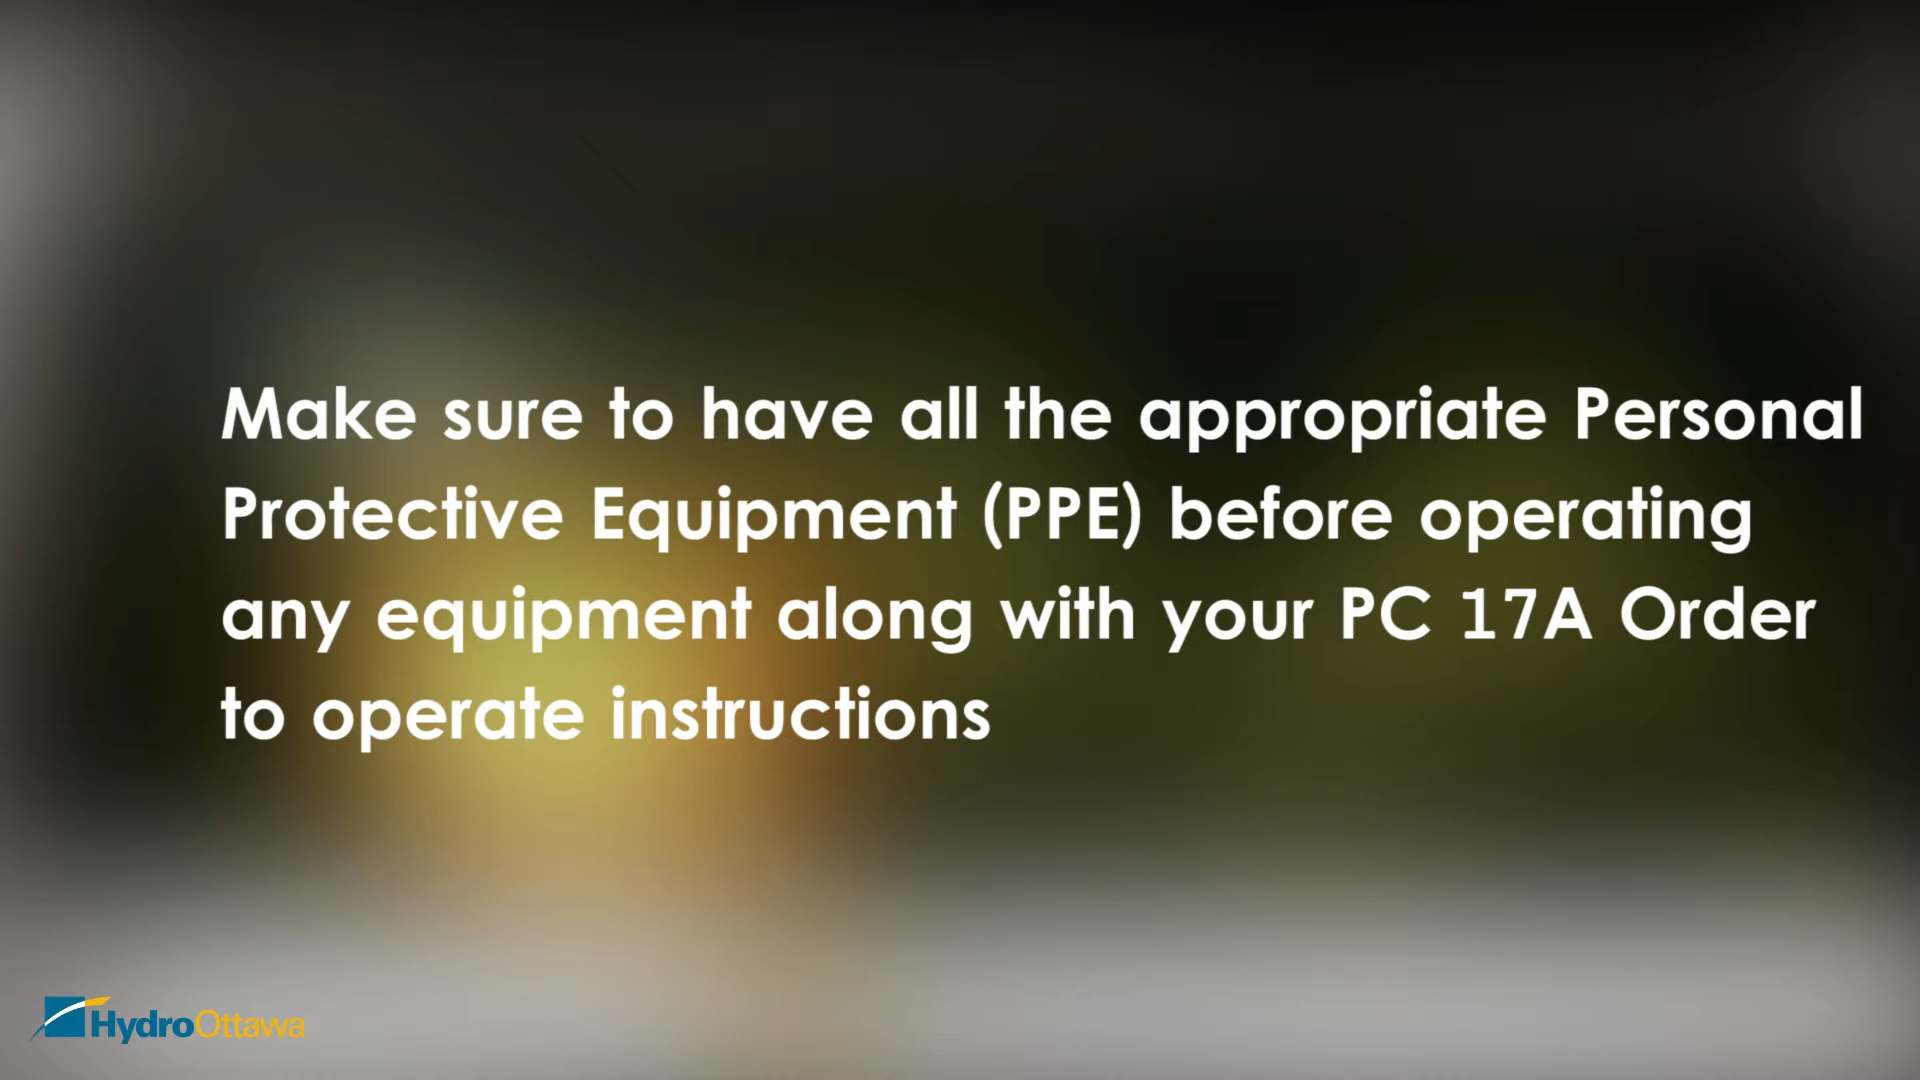 Make sure to have all the appropriate Personal
Protective Equipment (PPE) before operating
any equipment along with your PC 17A Order
to operate instructions
HydroOttawa